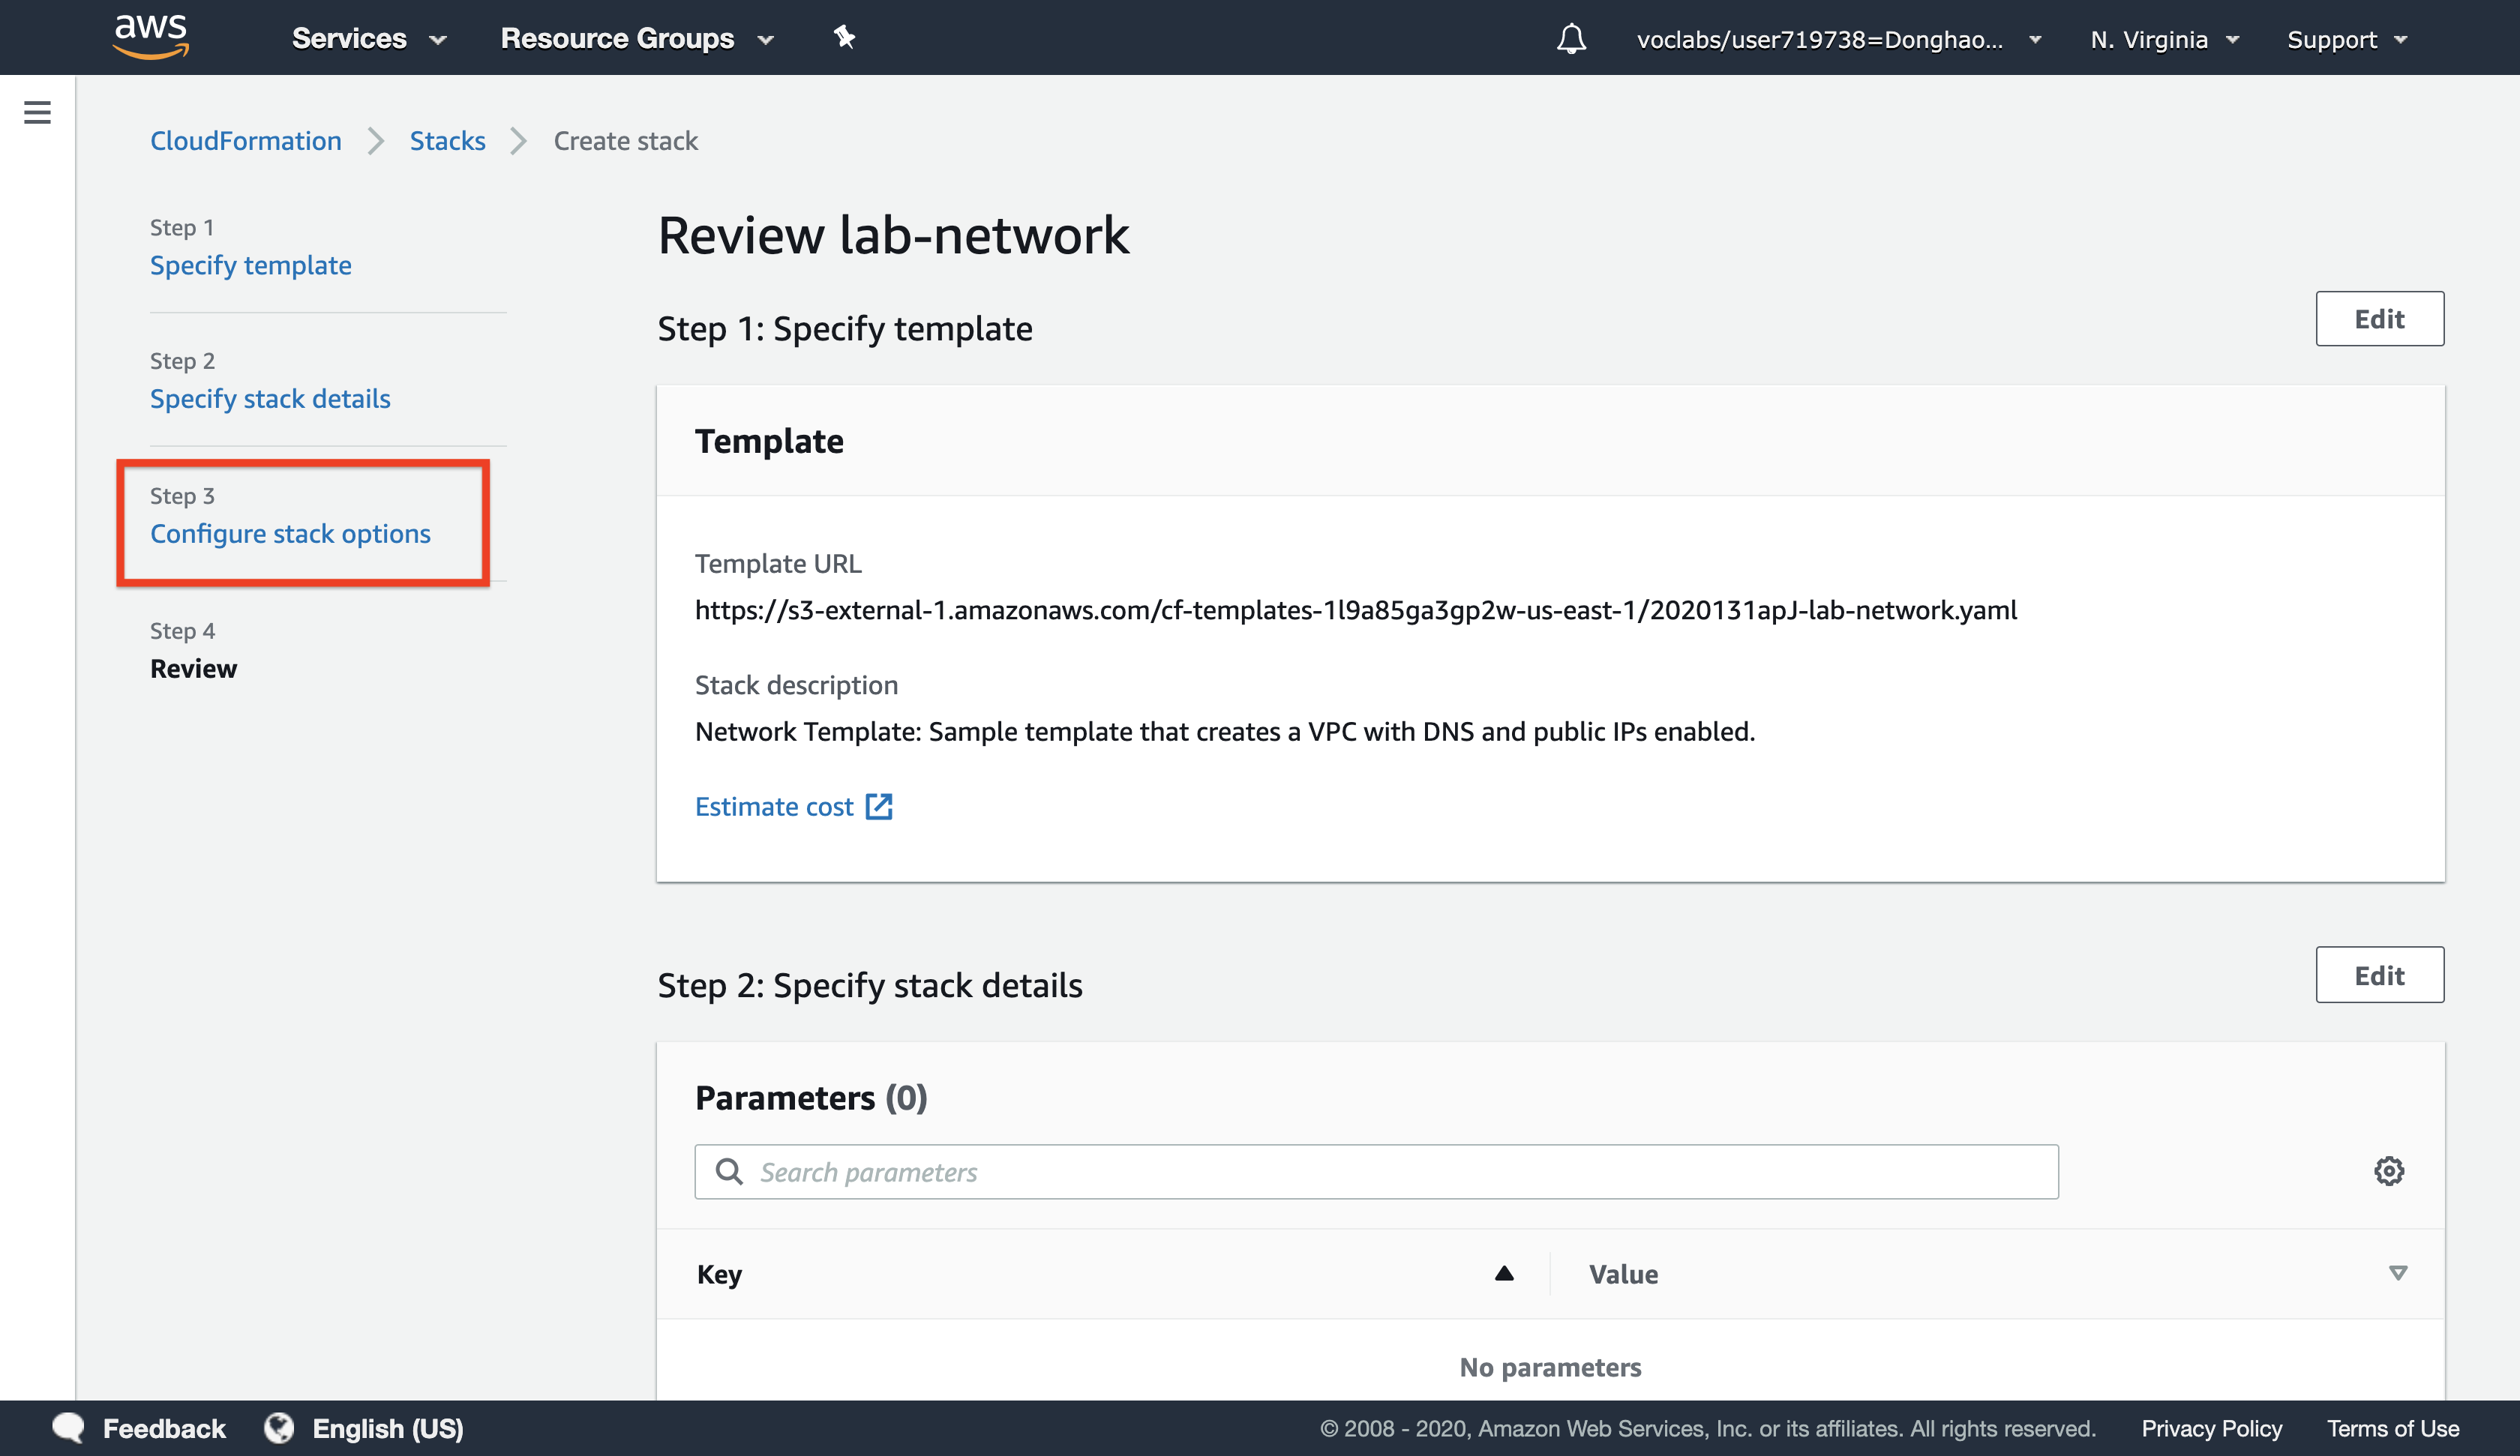 aws Services Resource Groups voclabs/user719738=Donghao... N. Virginia Support
CloudFormation Stacks Create stack
Step 1
Specify template
Step 2
Specify stack details
Step 3
Configure stack options
Step 4
Review
Review lab-network
Step 1: Specify template
Edit
Template
Template URL
https://s3-external-1.amazonaws.com/cf-templates-1l9a85ga3gp2w-us-east-1/2020131apJ-lab-network.yaml
Stack description
Network Template: Sample template that creates a VPC with DNS and public IPs enabled.
Estimate cost
Step 2: Specify stack details
Edit
Parameters (0)
Search parameters
Key Value
No parameters
Feedback English (US) © 2008 - 2020, Amazon Web Services, Inc. or its affiliates. All rights reserved. Privacy Policy Terms of Use